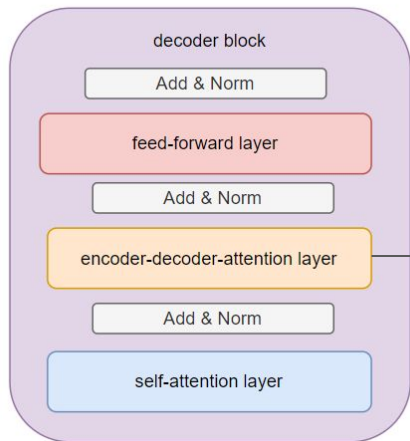 decoder block
Add & Norm
feed-forward layer
Add & Norm
encoder-decoder-attention layer
Add & Norm
self-attention layer